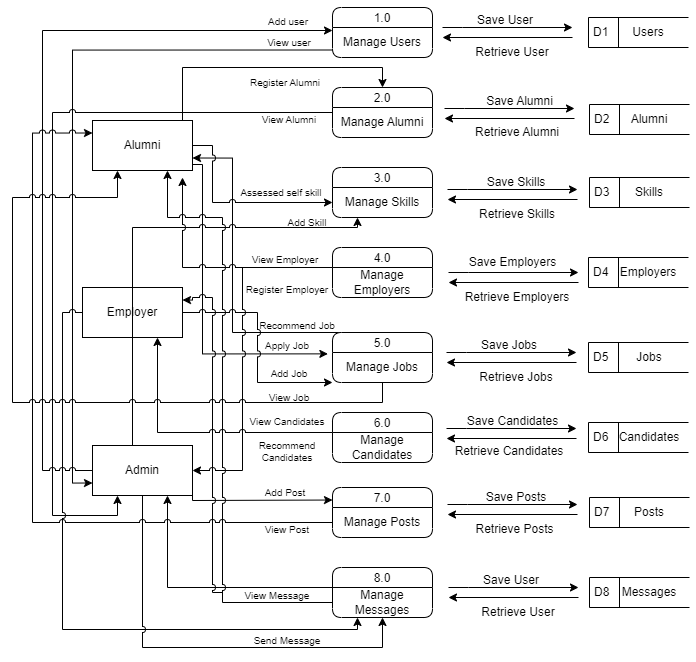 Add user
1.0
Save User
View user
Manage Users
D1
Users
Retrieve User
Register Alumni
2.0
Save Alumni
View Alumni
Manage Alumni
D2
Alumni
Retrieve Alumni
Alumni
3.0
Save Skills
Assessed self skill
Manage Skills
D3
Skills
Retrieve Skills
Add Skill
View Employer
4.0
Save Employers
Manage
Employers
D4
Employers
Register Employer
Retrieve Employers
Employer
Recommend Job
5.0
Save Jobs
Apply Job
Manage Jobs
D5
Jobs
Add Job
Retrieve Jobs
View Job
View Candidates
6.0
Save Candidates
Manage
Candidates
D6
Candidates
Recommend
Candidates
Retrieve Candidates
Admin
Add Post
7.0
Save Posts
View Post
Manage Posts
D7
Posts
Retrieve Posts
8.0
Save User
View Message
Manage
Messages
D8
Messages
Retrieve User
Send Message